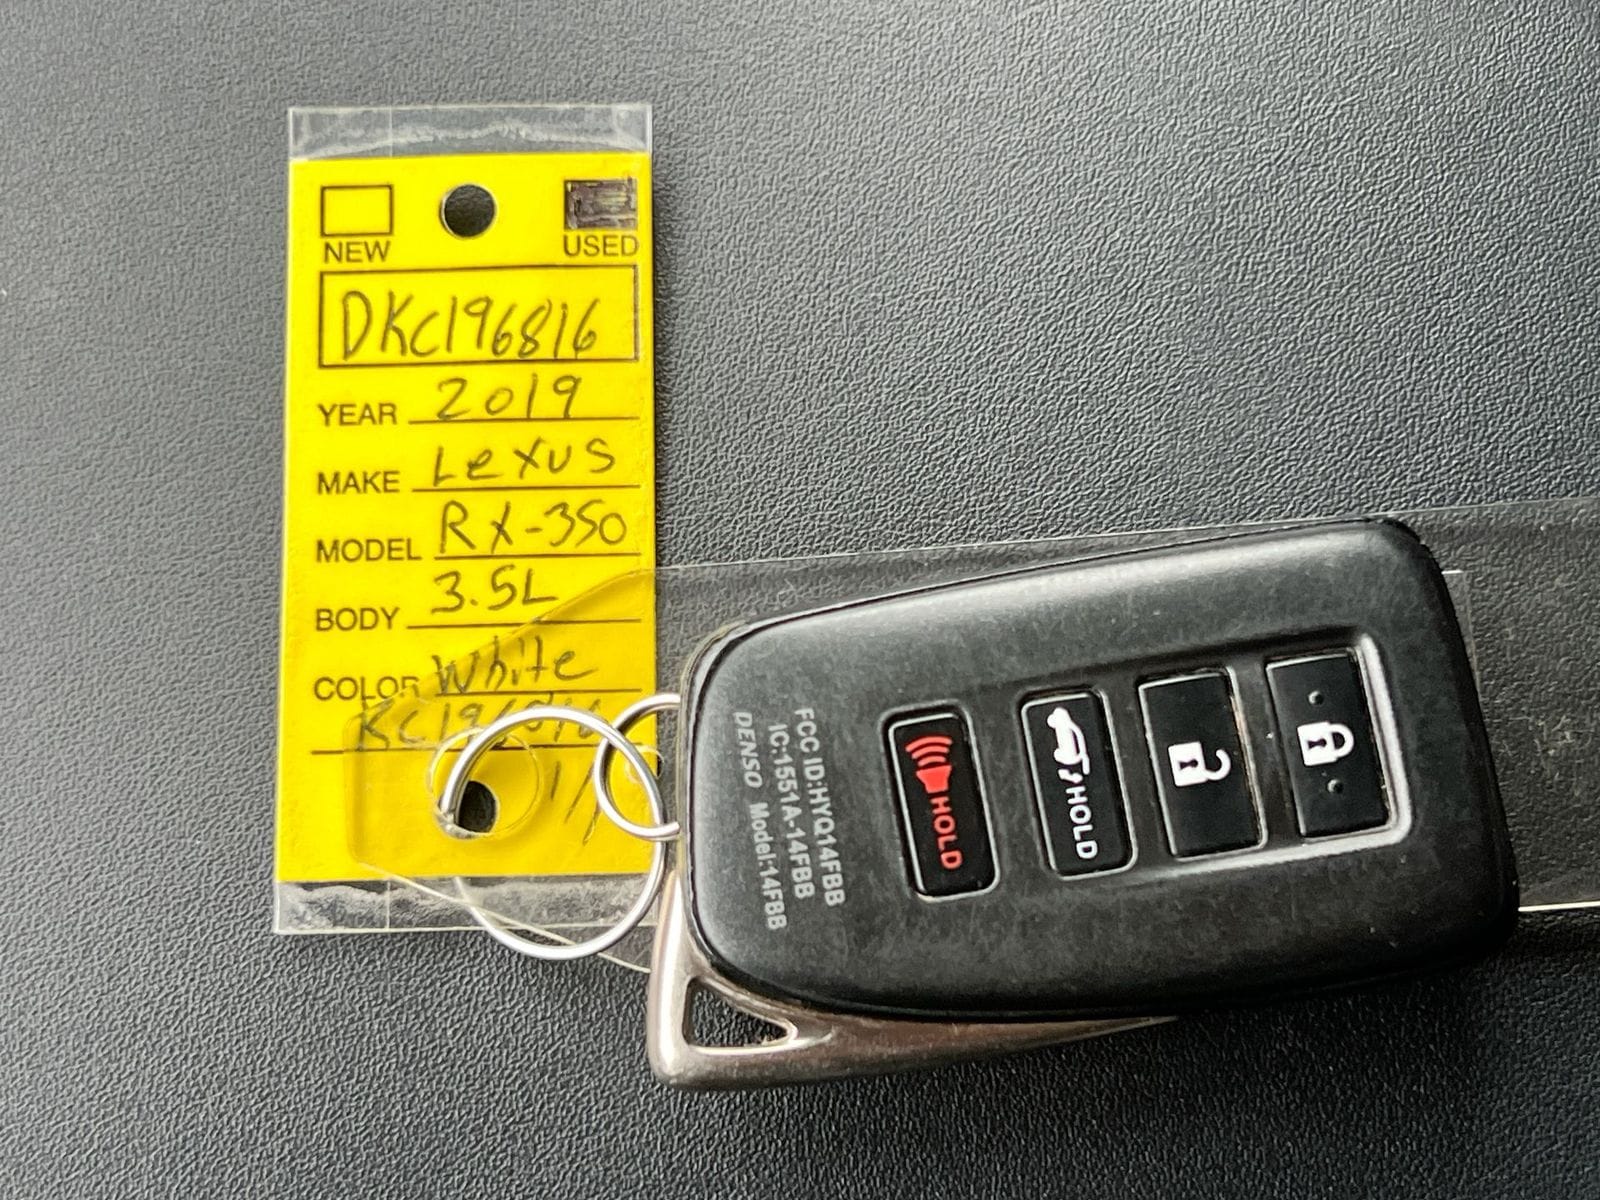 NEW USED
DKC196816
YEAR 2019
MAKE Lexus
MODEL RX-350
BODY 3.5L
COLOR White
1/
FCC ID:HYQ14FBB
IC:1551A-14FBB
DENSO Model:14FBB
HOLD
HOLD